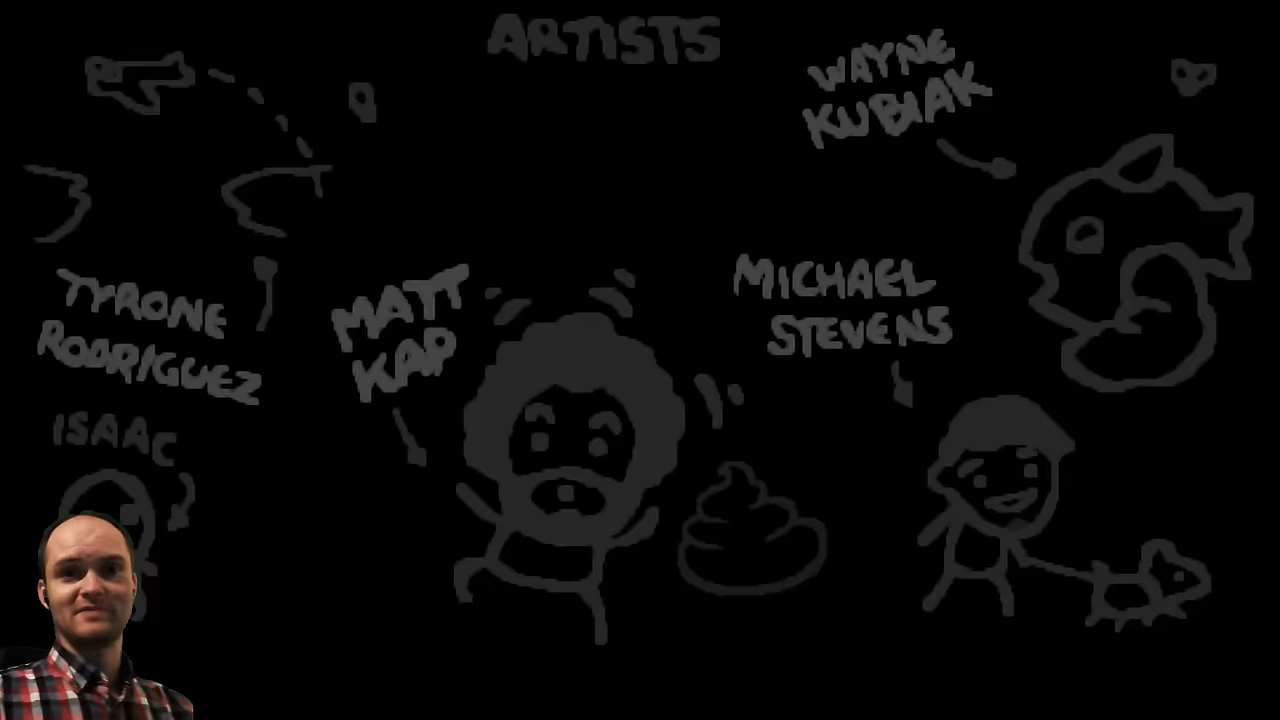 ARTISTS
WAYNE
KUBIAK
TYRONE
RODRIGUEZ
MATT
KAP
MICHAEL
STEVENS
ISAAC